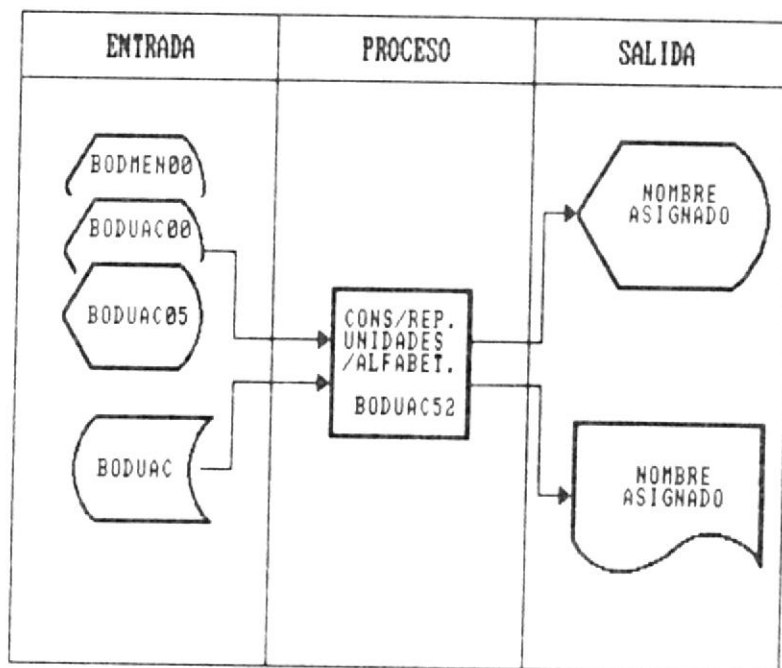 ENTRADA
PROCESO
SALIDA
BODMEN00
BODUAC00
BODUAC05
BODUAC
CONS/REP.
UNIDADES
/ALFABET.
BODUAC52
NOMBRE
ASIGNADO
NOMBRE
ASIGNADO